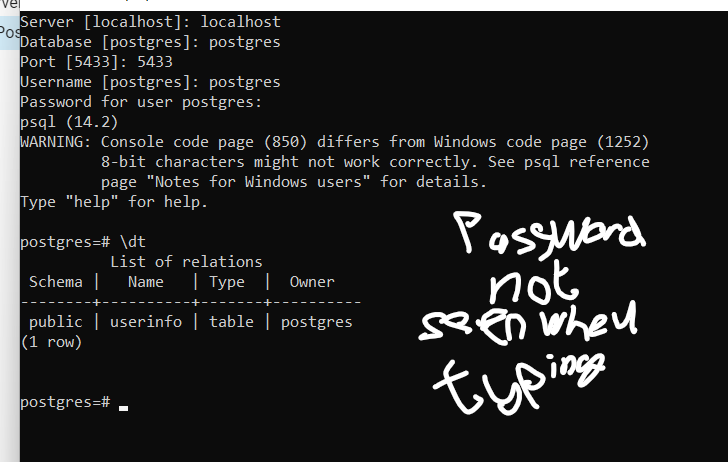 rve
Pos
Server [localhost]: localhost
Database [postgres]: postgres
Port [5433]: 5433
Username [postgres]: postgres
Password for user postgres:
psql (14.2)
WARNING: Console code page (850) differs from Windows code page (1252)
         8-bit characters might not work correctly. See psql reference
         page "Notes for Windows users" for details.
Type "help" for help.
postgres=# \dt
          List of relations
 Schema |   Name   | Type  |  Owner
--------+----------+-------+----------
 public | userinfo | table | postgres
(1 row)
postgres=#
Password
not
seen when
typing